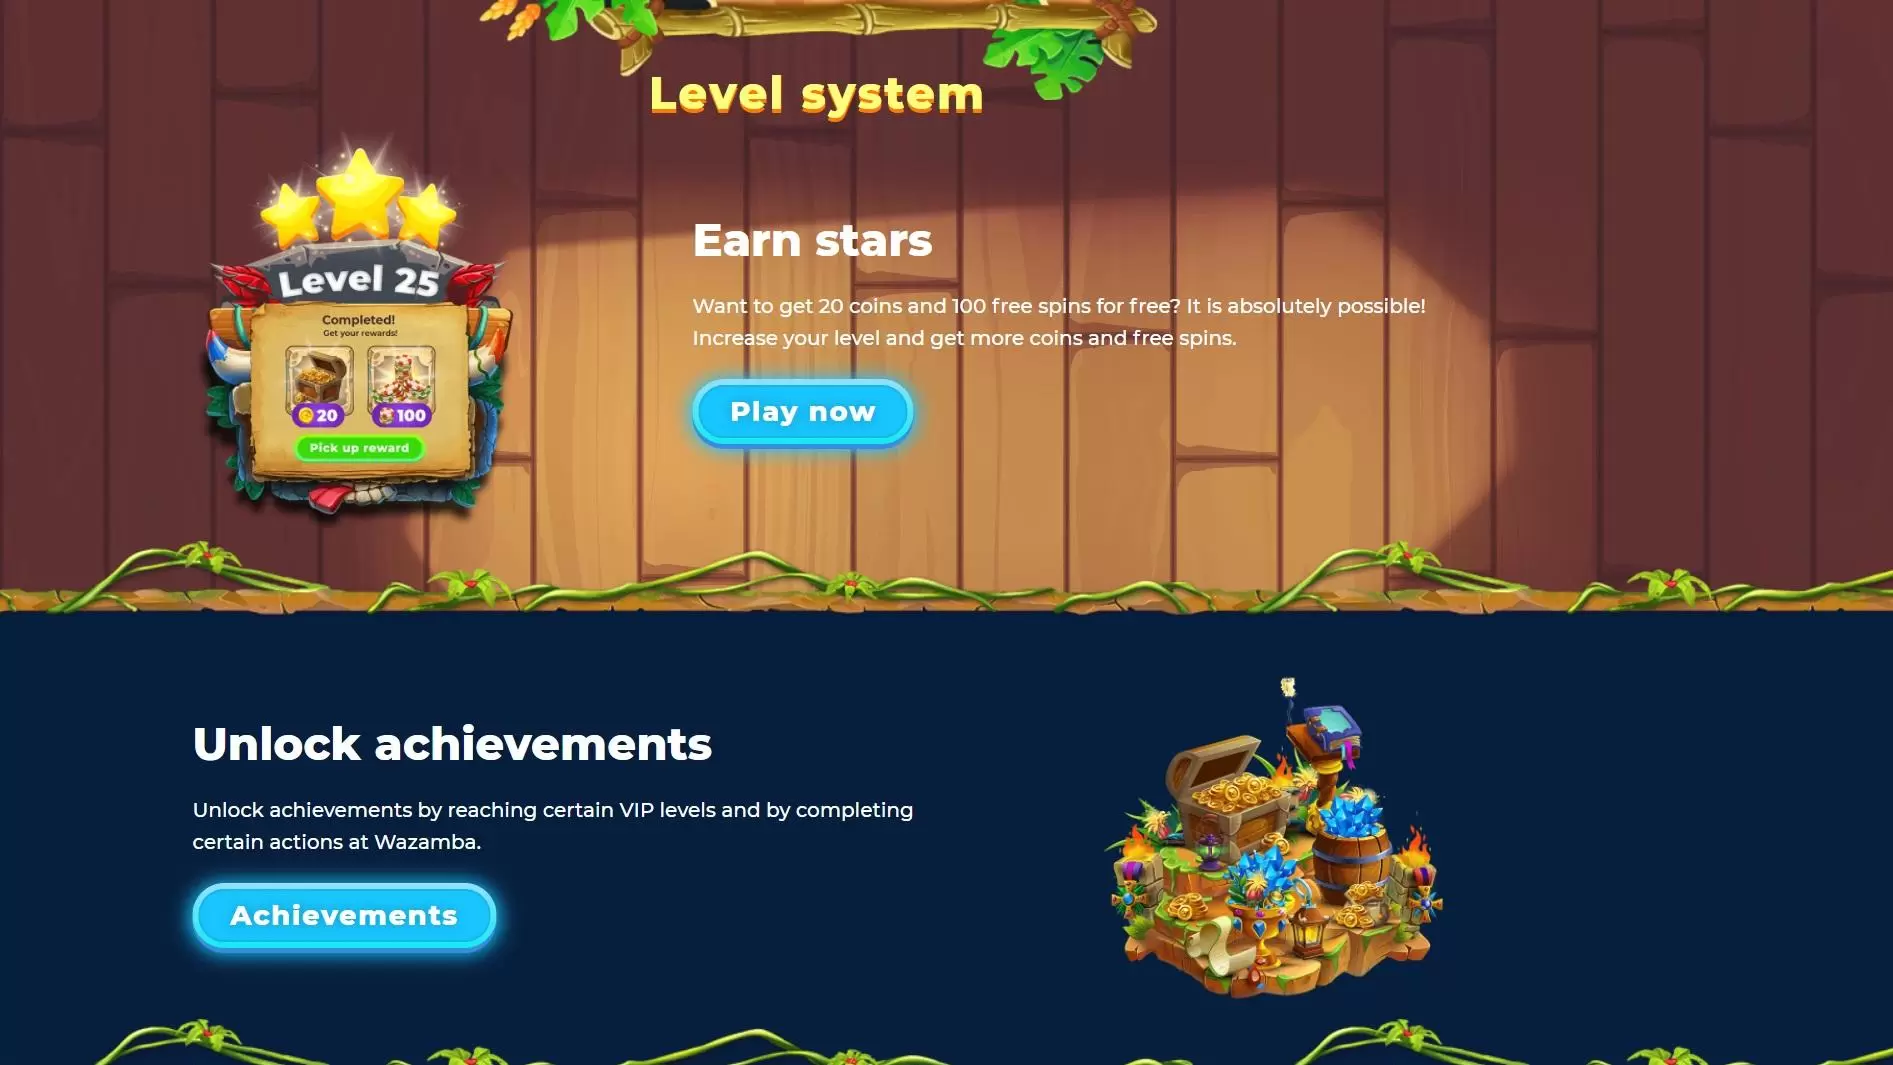 Level system
Level 25
Completed!
Get your rewards!
20
100
Pick up reward
Earn stars
Want to get 20 coins and 100 free spins for free? It is absolutely possible!
Increase your level and get more coins and free spins.
Play now
Unlock achievements
Unlock achievements by reaching certain VIP levels and by completing
certain actions at Wazamba.
Achievements